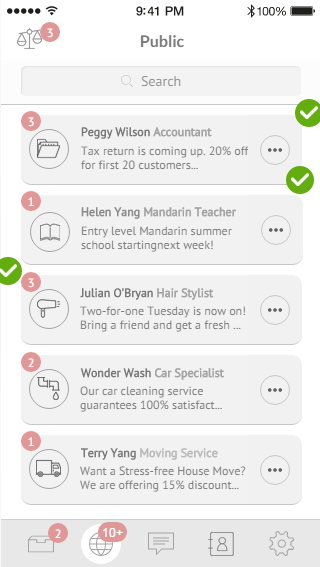 9:41 PM
100%
3
Public
Search
3
Peggy Wilson Accountant
Tax return is coming up. 20% off
for first 20 customers...
1
Helen Yang Mandarin Teacher
Entry level Mandarin summer
school startingnext week!
3
Julian O'Bryan Hair Stylist
Two-for-one Tuesday is now on!
Bring a friend and get a fresh ...
2
Wonder Wash Car Specialist
Our car cleaning service
guarantees 100% satisfact...
1
Terry Yang Moving Service
Want a Stress-free House Move?
We are offering 15% discount...
2
10+